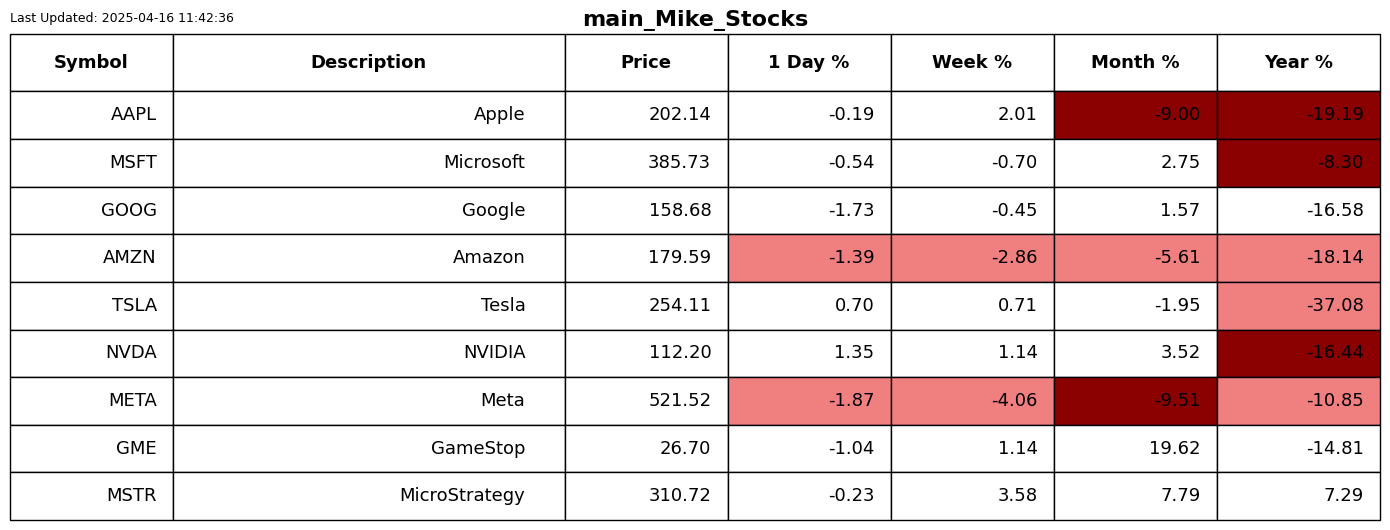 Last Updated: 2025-04-16 11:42:36
main_Mike_Stocks
Symbol Description Price 1 Day % Week % Month % Year %
AAPL Apple 202.14 -0.19 2.01 -9.00 -19.19
MSFT Microsoft 385.73 -0.54 -0.70 2.75 -8.30
GOOG Google 158.68 -1.73 -0.45 1.57 -16.58
AMZN Amazon 179.59 -1.39 -2.86 -5.61 -18.14
TSLA Tesla 254.11 0.70 0.71 -1.95 -37.08
NVDA NVIDIA 112.20 1.35 1.14 3.52 -16.44
META Meta 521.52 -1.87 -4.06 -9.51 -10.85
GME GameStop 26.70 -1.04 1.14 19.62 -14.81
MSTR MicroStrategy 310.72 -0.23 3.58 7.79 7.29